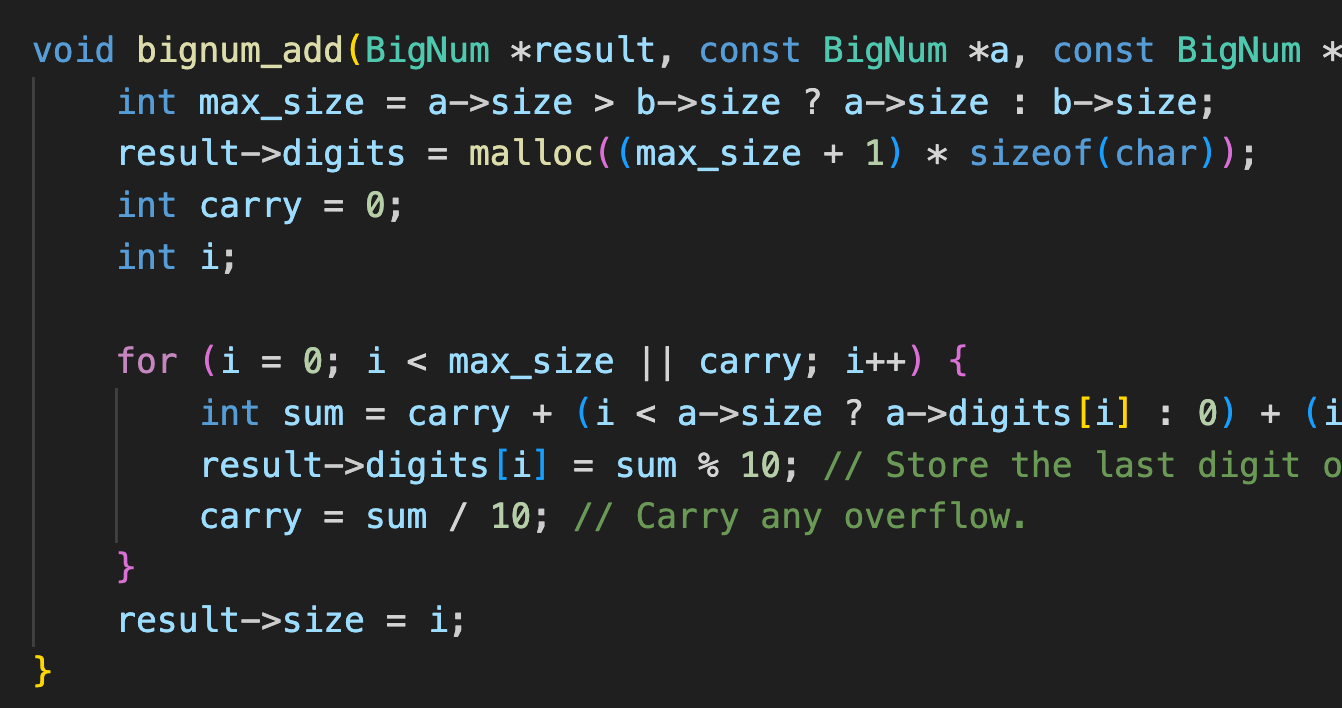 void bignum_add(BigNum *result, const BigNum *a, const BigNum *
    int max_size = a->size > b->size ? a->size : b->size;
    result->digits = malloc((max_size + 1) * sizeof(char));
    int carry = 0;
    int i;

    for (i = 0; i < max_size || carry; i++) {
        int sum = carry + (i < a->size ? a->digits[i] : 0) + (i
        result->digits[i] = sum % 10; // Store the last digit o
        carry = sum / 10; // Carry any overflow.
    }
    result->size = i;
}